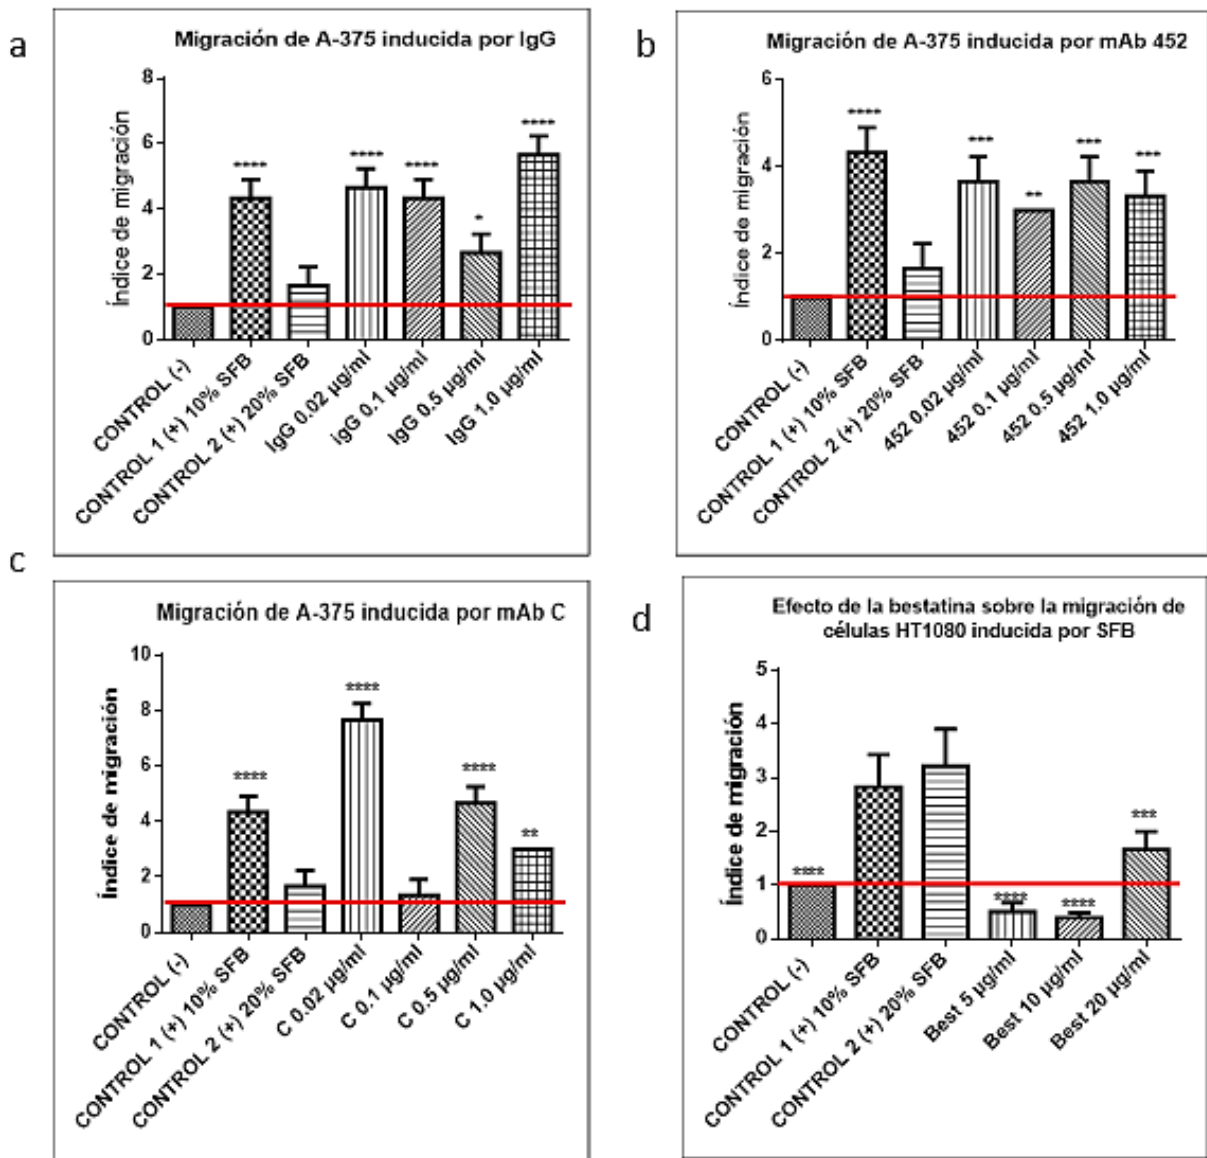 a
Migración de A-375 inducida por IgG
Índice de migración
8
6
4
2
0
****
****
****
*
****
CONTROL (-)
CONTROL 1 (+) 10% SFB
CONTROL 2 (+) 20% SFB
IgG 0.02 µg/ml
IgG 0.1 µg/ml
IgG 0.5 µg/ml
IgG 1.0 µg/ml
b
Migración de A-375 inducida por mAb 452
Índice de migración
6
4
2
0
****
***
**
***
***
CONTROL (-)
CONTROL 1 (+) 10% SFB
CONTROL 2 (+) 20% SFB
452 0.02 µg/ml
452 0.1 µg/ml
452 0.5 µg/ml
452 1.0 µg/ml
c
Migración de A-375 inducida por mAb C
Índice de migración
10
8
6
4
2
0
****
****
****
**
CONTROL (-)
CONTROL 1 (+) 10% SFB
CONTROL 2 (+) 20% SFB
C 0.02 µg/ml
C 0.1 µg/ml
C 0.5 µg/ml
C 1.0 µg/ml
d
Efecto de la bestatina sobre la migración de
células HT1080 inducida por SFB
Índice de migración
5
4
3
2
1
0
****
****
****
***
CONTROL (-)
CONTROL 1 (+) 10% SFB
CONTROL 2 (+) 20% SFB
Best 5 µg/ml
Best 10 µg/ml
Best 20 µg/ml